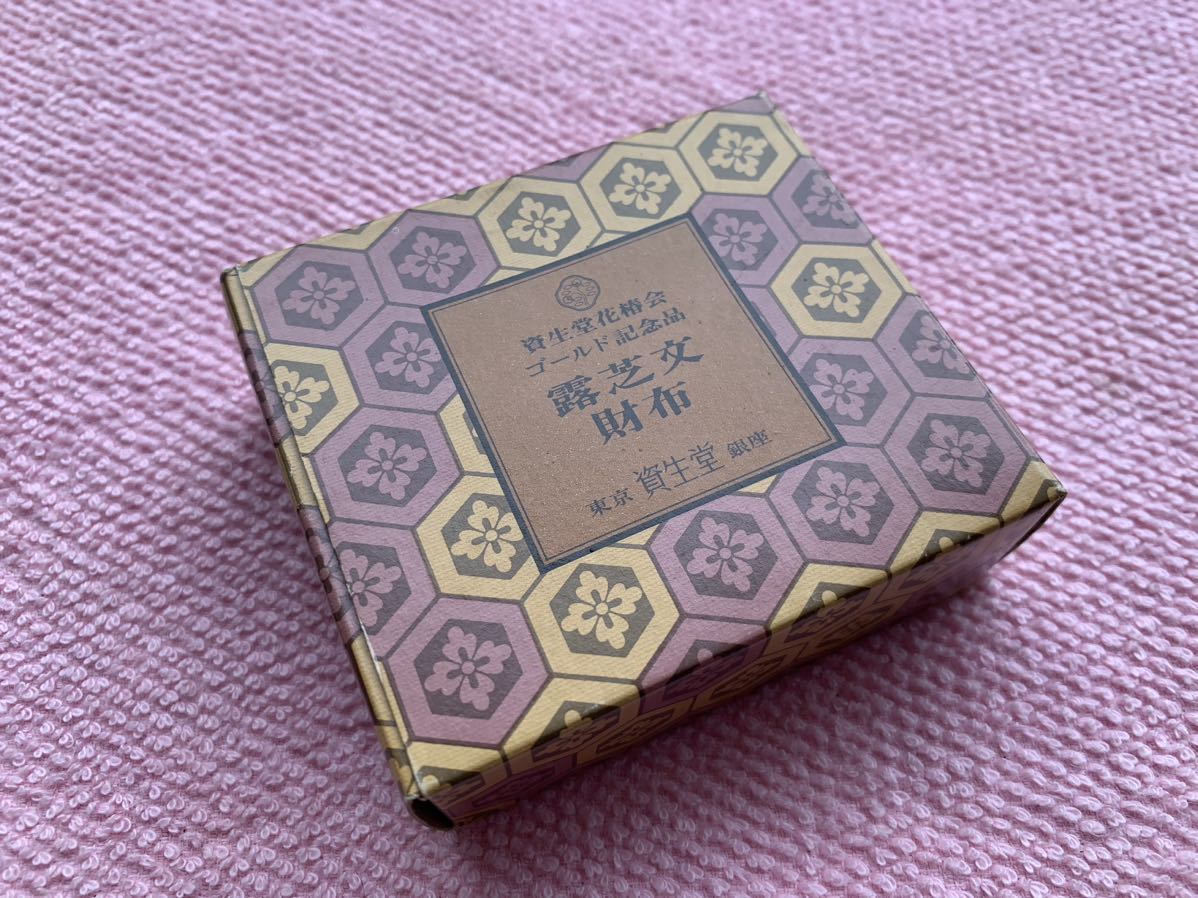 資生堂花椿会
ゴールド記念品
露芝文
財布
東京 資生堂 銀座